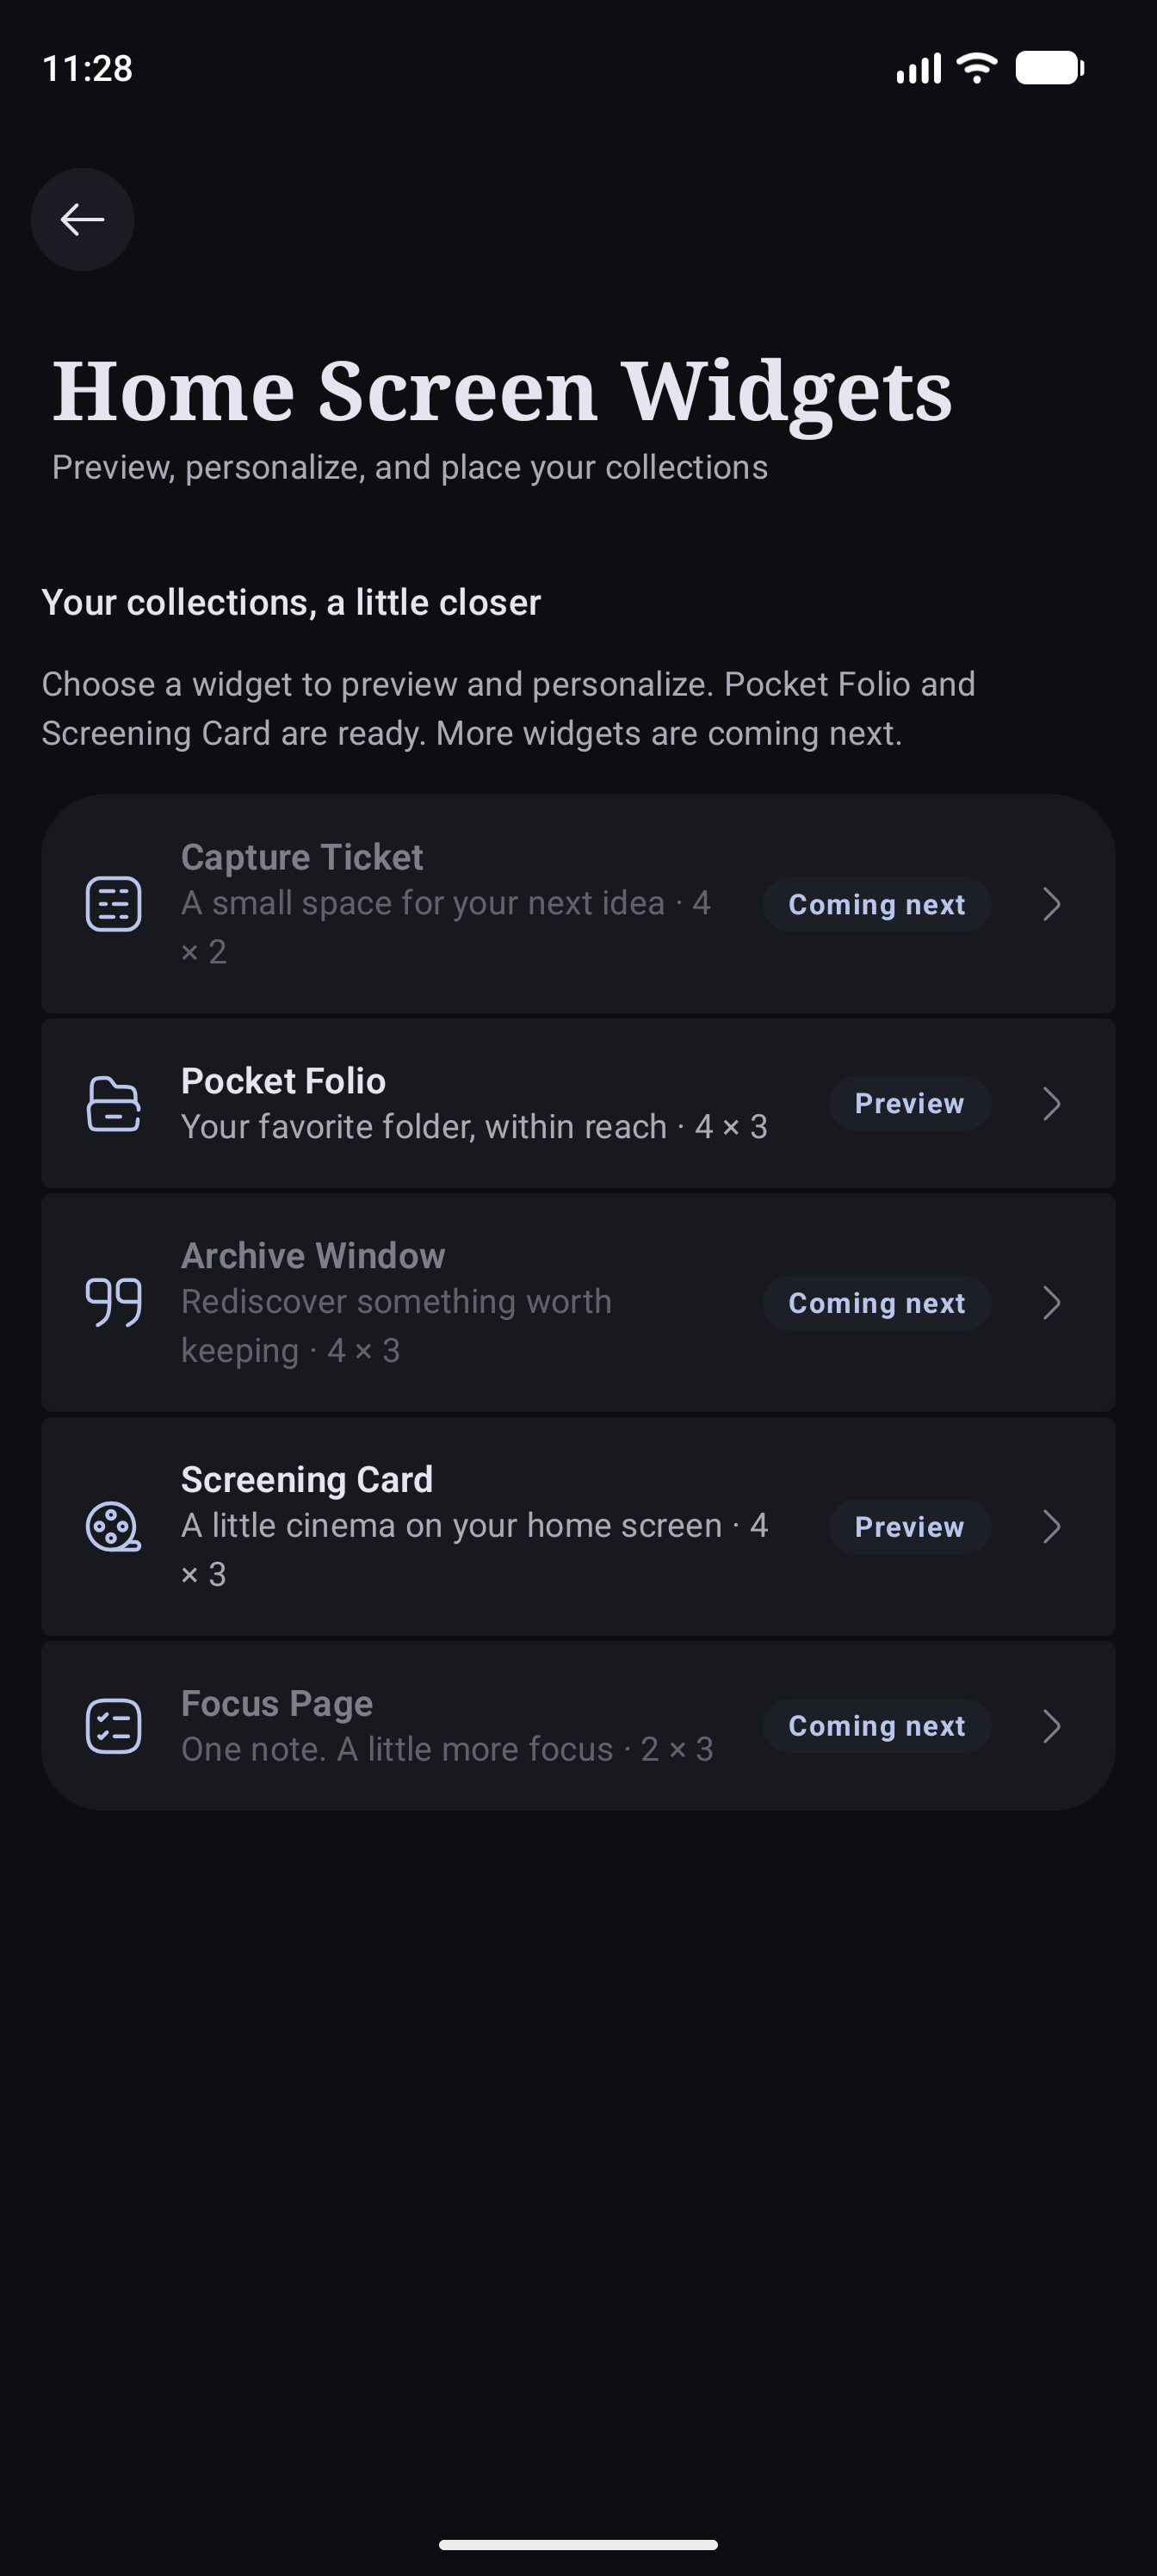 11:28
Home Screen Widgets
Preview, personalize, and place your collections
Your collections, a little closer
Choose a widget to preview and personalize. Pocket Folio and
Screening Card are ready. More widgets are coming next.
Capture Ticket
A small space for your next idea · 4
× 2
Coming next
Pocket Folio
Your favorite folder, within reach · 4 × 3
Preview
Archive Window
Rediscover something worth
keeping · 4 × 3
Coming next
Screening Card
A little cinema on your home screen · 4
× 3
Preview
Focus Page
One note. A little more focus · 2 × 3
Coming next